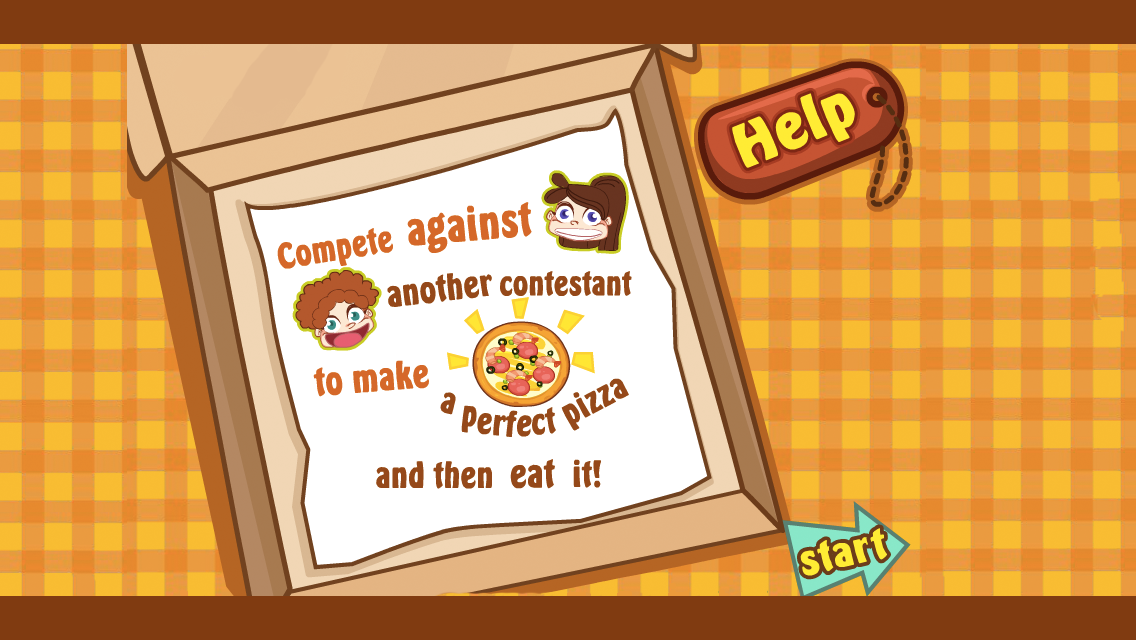 Help
Compete against
another contestant
to make
a perfect pizza
and then eat it!
start